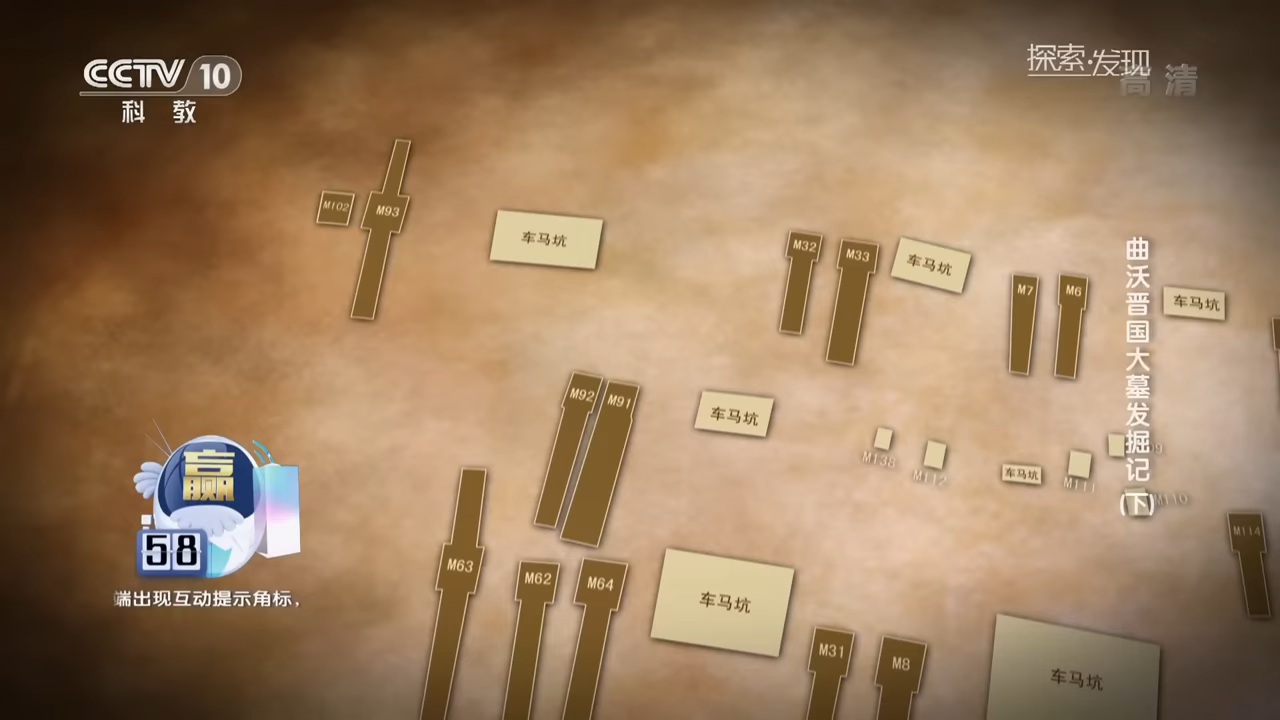 CCTV 10
科教
探索·发现
高清
曲沃晋国大墓发掘记(下)
M102
M93
车马坑
M32
M33
车马坑
M7
M6
车马坑
M92
M91
车马坑
M138
M112
车马坑
M111
M110
M114
M63
M62
M64
车马坑
M31
M8
车马坑
赢
58
端出现互动提示角标，